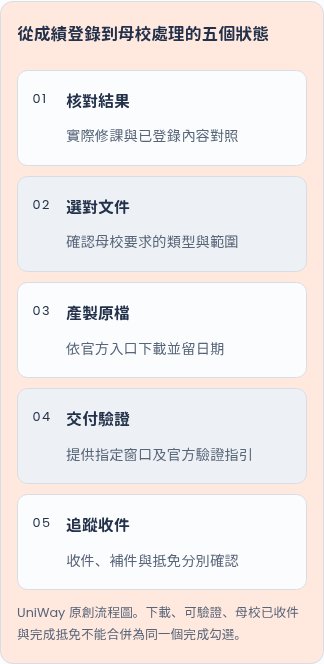 從成績登錄到母校處理的五個狀態
01 核對結果
實際修課與已登錄內容對照
02 選對文件
確認母校要求的類型與範圍
03 產製原檔
依官方入口下載並留日期
04 交付驗證
提供指定窗口及官方驗證指引
05 追蹤收件
收件、補件與抵免分別確認
UniWay 原創流程圖。下載、可驗證、母校已收件
與完成抵免不能合併為同一個完成勾選。